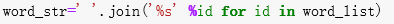 word_str=' '.join('%s' %id for id in word_list)